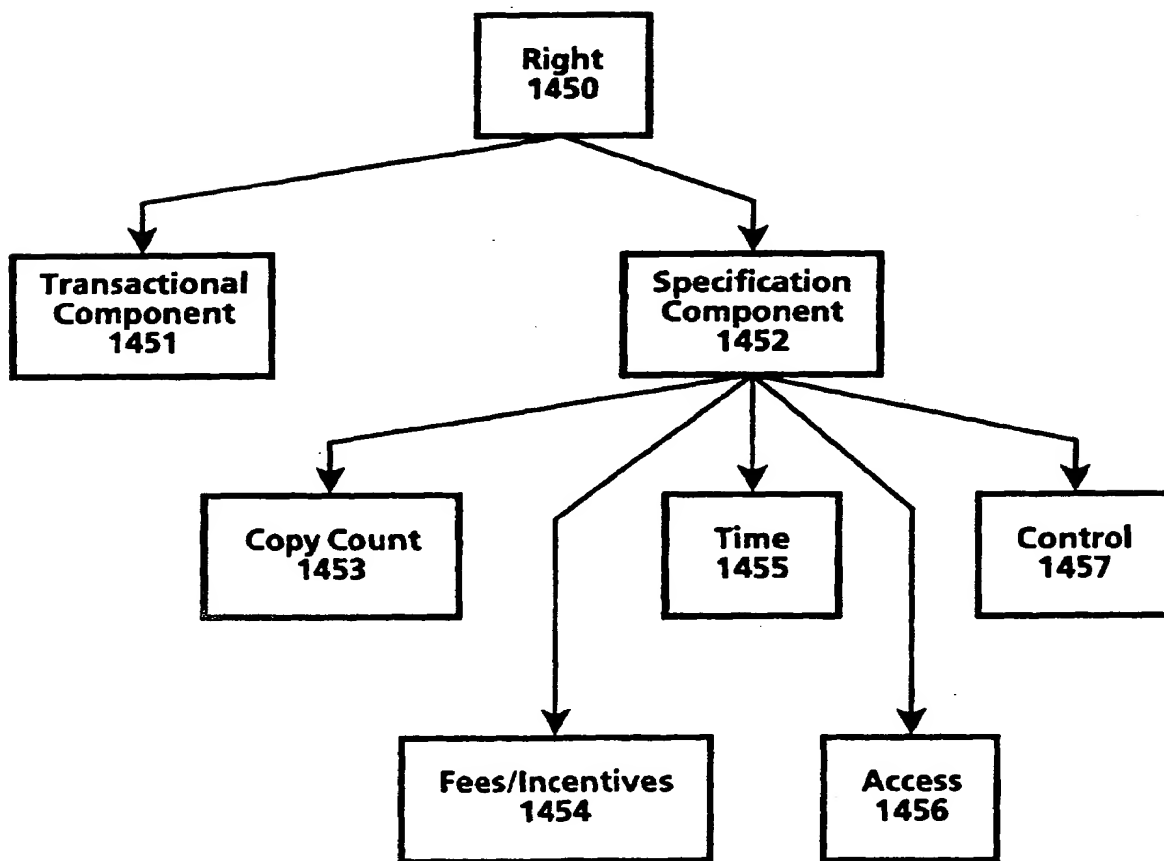 Right
1450
Transactional
Component
1451
Specification
Component
1452
Copy Count
1453
Time
1455
Control
1457
Fees/Incentives
1454
Access
1456